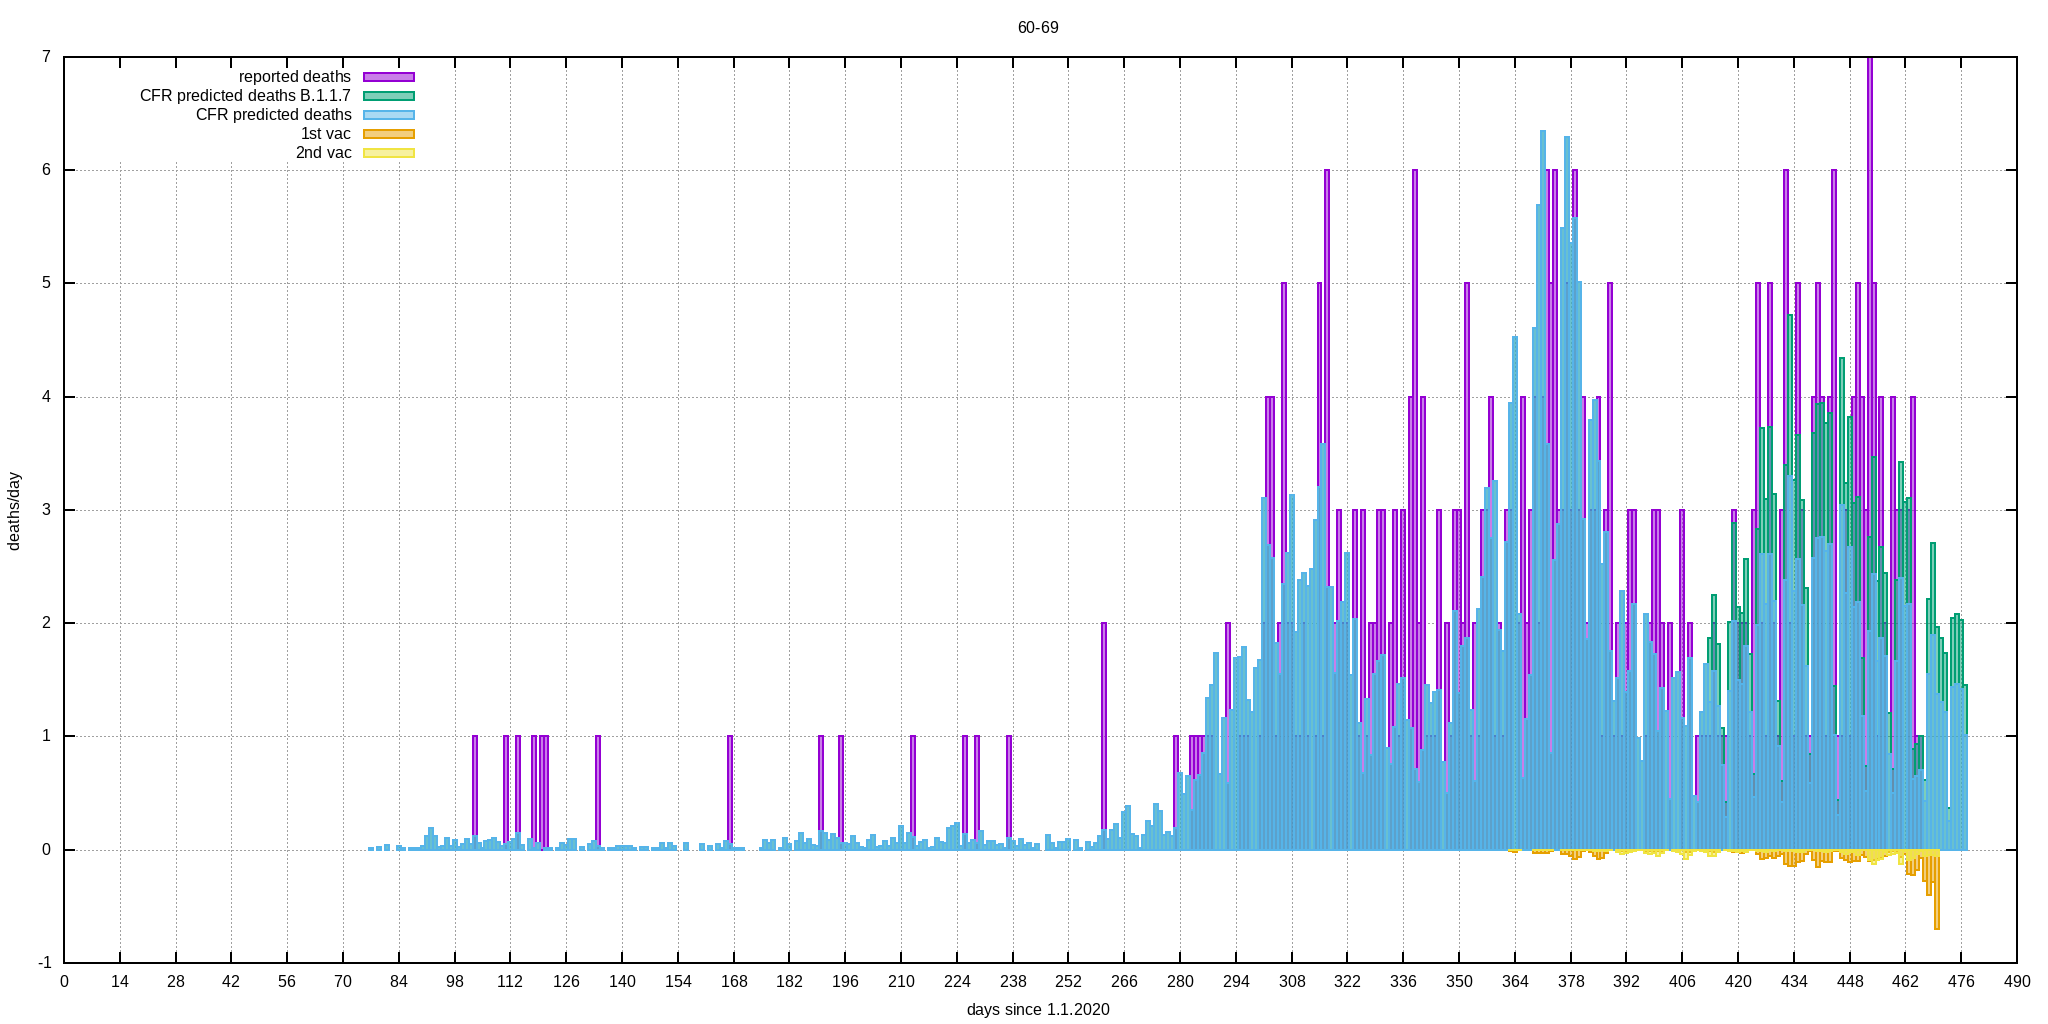 60-69
7
reported deaths
CFR predicted deaths B.1.1.7
CFR predicted deaths
1st vac
2nd vac
6
5
4
3
deaths/day
2
1
0
-1
0 14 28 42 56 70 84 98 112 126 140 154 168 182 196 210 224 238 252 266 280 294 308 322 336 350 364 378 392 406 420 434 448 462 476 490
days since 1.1.2020